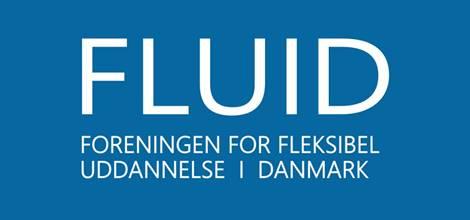 FLUID
FORENINGEN FOR FLEKSIBEL
UDDANNELSE I DANMARK